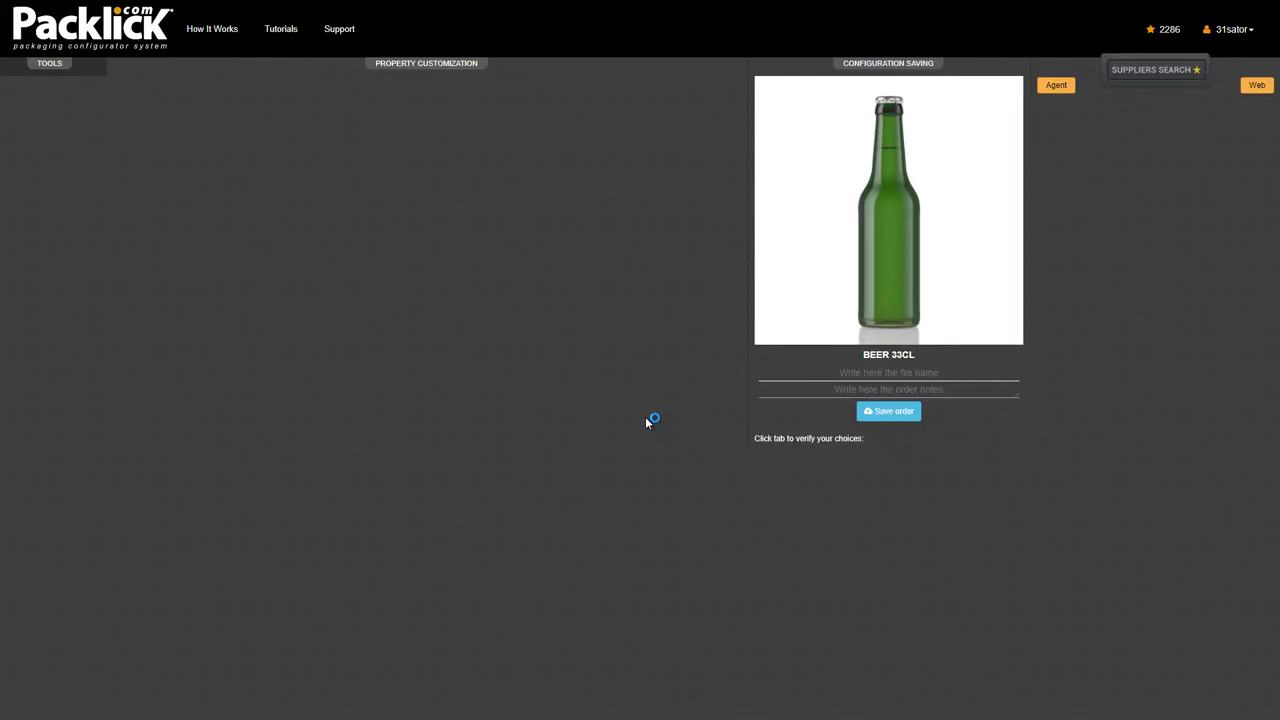 .com
Packlick
packaging configurator system
How It Works
Tutorials
Support
2286
31sator
TOOLS
PROPERTY CUSTOMIZATION
CONFIGURATION SAVING
SUPPLIERS SEARCH
Agent
Web
BEER 33CL
Write here the file name
Write here the order notes
Save order
Click tab to verify your choices: